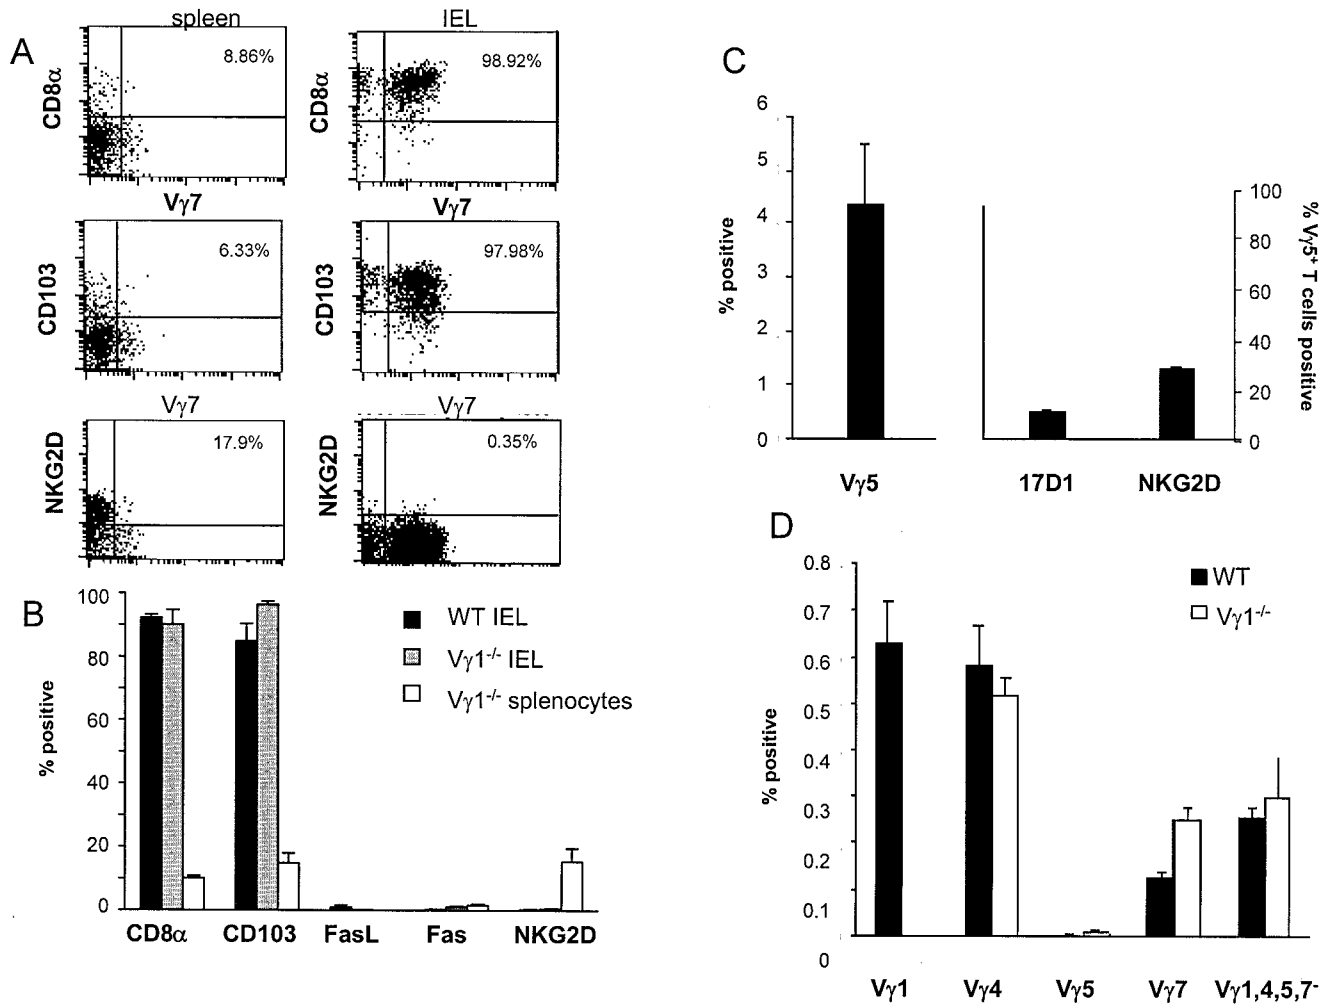 A
spleen
IEL
CD8α
8.86%
CD8α
98.92%
Vγ7
Vγ7
CD103
6.33%
CD103
97.98%
Vγ7
Vγ7
NKG2D
17.9%
NKG2D
0.35%
B
% positive
100
80
60
40
20
0
WT IEL
Vγ1-/- IEL
Vγ1-/- splenocytes
CD8α
CD103
FasL
Fas
NKG2D
C
% positive
6
5
4
3
2
1
0
Vγ5
17D1
NKG2D
100
80
60
40
20
0
% Vγ5+ T cells positive
D
% positive
0.8
0.7
0.6
0.5
0.4
0.3
0.2
0.1
0
WT
Vγ1-/-
Vγ1
Vγ4
Vγ5
Vγ7
Vγ1,4,5,7-